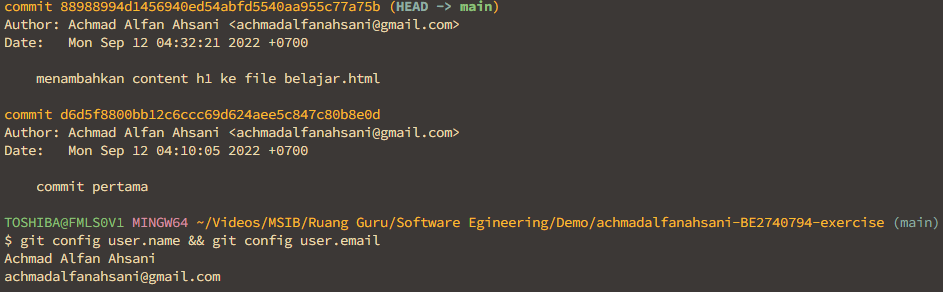 commit 88988994d1456940ed54abfd5540aa955c77a75b (HEAD -> main)
Author: Achmad Alfan Ahsani <achmadalfanahsani@gmail.com>
Date:   Mon Sep 12 04:32:21 2022 +0700
    menambahkan content h1 ke file belajar.html
commit d6d5f8800bb12c6ccc69d624aee5c847c80b8e0d
Author: Achmad Alfan Ahsani <achmadalfanahsani@gmail.com>
Date:   Mon Sep 12 04:10:05 2022 +0700
    commit pertama
TOSHIBA@FMLS0V1 MINGW64 ~/Videos/MSIB/Ruang Guru/Software Egineering/Demo/achmadalfanahsani-BE2740794-exercise (main)
$ git config user.name && git config user.email
Achmad Alfan Ahsani
achmadalfanahsani@gmail.com